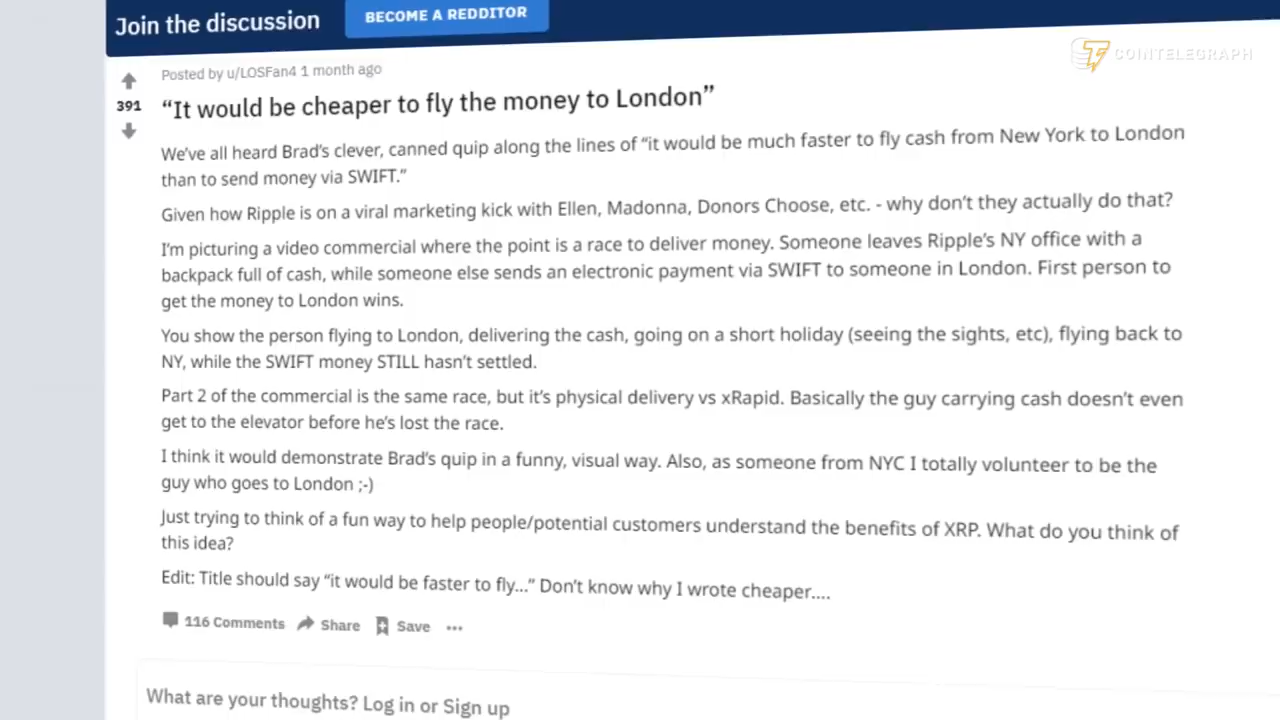 Join the discussion
BECOME A REDDITOR
COINTELEGRAPH
Posted by u/LOSFan4 1 month ago
391
“It would be cheaper to fly the money to London”
We’ve all heard Brad’s clever, canned quip along the lines of “it would be much faster to fly cash from New York to London
than to send money via SWIFT.”
Given how Ripple is on a viral marketing kick with Ellen, Madonna, Donors Choose, etc. - why don’t they actually do that?
I’m picturing a video commercial where the point is a race to deliver money. Someone leaves Ripple’s NY office with a
backpack full of cash, while someone else sends an electronic payment via SWIFT to someone in London. First person to
get the money to London wins.
You show the person flying to London, delivering the cash, going on a short holiday (seeing the sights, etc), flying back to
NY, while the SWIFT money STILL hasn’t settled.
Part 2 of the commercial is the same race, but it’s physical delivery vs xRapid. Basically the guy carrying cash doesn’t even
get to the elevator before he’s lost the race.
I think it would demonstrate Brad’s quip in a funny, visual way. Also, as someone from NYC I totally volunteer to be the
guy who goes to London ;-)
Just trying to think of a fun way to help people/potential customers understand the benefits of XRP. What do you think of
this idea?
Edit: Title should say “it would be faster to fly...” Don’t know why I wrote cheaper....
116 Comments Share Save
What are your thoughts? Log in or Sign up